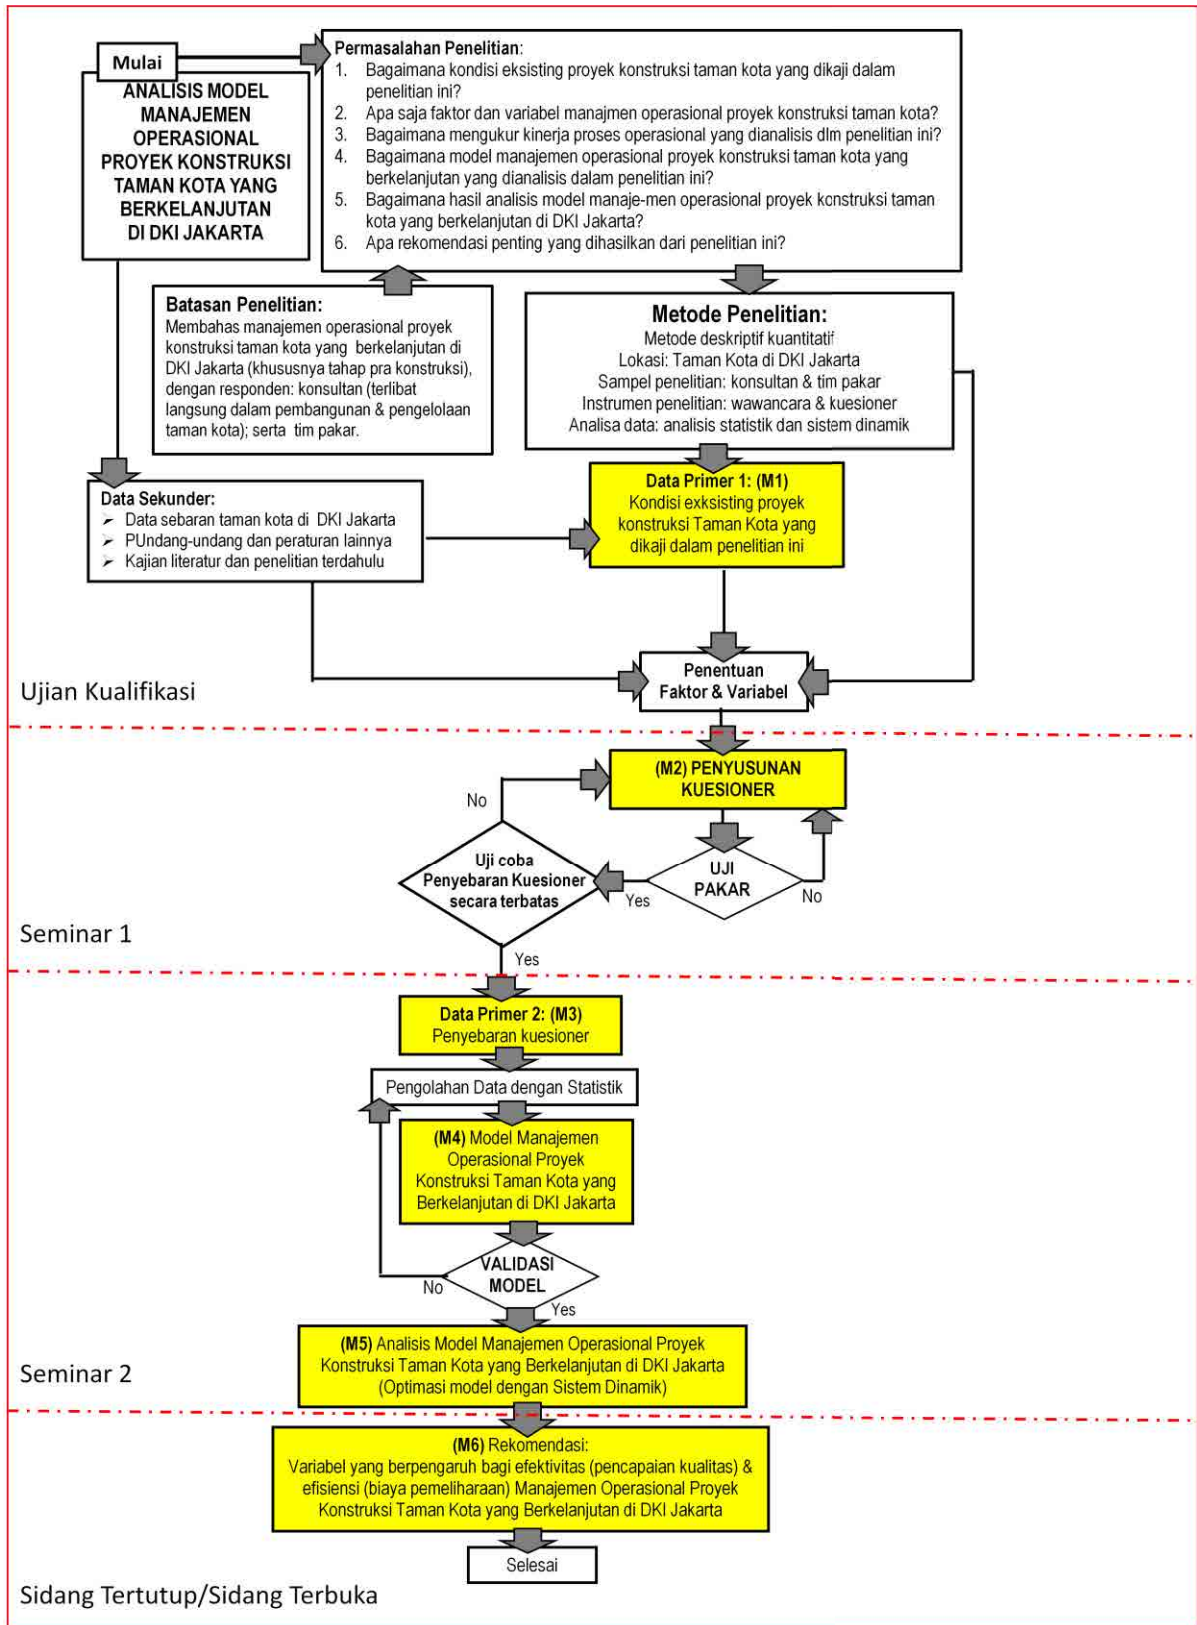 Mulai
ANALISIS MODEL
MANAJEMEN
OPERASIONAL
PROYEK KONSTRUKSI
TAMAN KOTA YANG
BERKELANJUTAN
DI DKI JAKARTA
Permasalahan Penelitian:
1. Bagaimana kondisi eksisting proyek konstruksi taman kota yang dikaji dalam
penelitian ini?
2. Apa saja faktor dan variabel manajmen operasional proyek konstruksi taman kota?
3. Bagaimana mengukur kinerja proses operasional yang dianalisis dlm penelitian ini?
4. Bagaimana model manajemen operasional proyek konstruksi taman kota yang
berkelanjutan yang dianalisis dalam penelitian ini?
5. Bagaimana hasil analisis model manaje-men operasional proyek konstruksi taman
kota yang berkelanjutan di DKI Jakarta?
6. Apa rekomendasi penting yang dihasilkan dari penelitian ini?
Batasan Penelitian:
Membahas manajemen operasional proyek
konstruksi taman kota yang berkelanjutan di
DKI Jakarta (khususnya tahap pra konstruksi),
dengan responden: konsultan (terlibat
langsung dalam pembangunan & pengelolaan
taman kota); serta tim pakar.
Metode Penelitian:
Metode deskriptif kuantitatif
Lokasi: Taman Kota di DKI Jakarta
Sampel penelitian: konsultan & tim pakar
Instrumen penelitian: wawancara & kuesioner
Analisa data: analisis statistik dan sistem dinamik
Data Sekunder:
➢ Data sebaran taman kota di DKI Jakarta
➢ PUndang-undang dan peraturan lainnya
➢ Kajian literatur dan penelitian terdahulu
Data Primer 1: (M1)
Kondisi exksisting proyek
konstruksi Taman Kota yang
dikaji dalam penelitian ini
Penentuan
Faktor & Variabel
Ujian Kualifikasi
(M2) PENYUSUNAN
KUESIONER
No
Uji coba
Penyebaran Kuesioner
secara terbatas
Yes
UJI
PAKAR
No
Yes
Seminar 1
Data Primer 2: (M3)
Penyebaran kuesioner
Pengolahan Data dengan Statistik
(M4) Model Manajemen
Operasional Proyek
Konstruksi Taman Kota yang
Berkelanjutan di DKI Jakarta
VALIDASI
MODEL
No
Yes
(M5) Analisis Model Manajemen Operasional Proyek
Konstruksi Taman Kota yang Berkelanjutan di DKI Jakarta
(Optimasi model dengan Sistem Dinamik)
Seminar 2
(M6) Rekomendasi:
Variabel yang berpengaruh bagi efektivitas (pencapaian kualitas) &
efisiensi (biaya pemeliharaan) Manajemen Operasional Proyek
Konstruksi Taman Kota yang Berkelanjutan di DKI Jakarta
Selesai
Sidang Tertutup/Sidang Terbuka